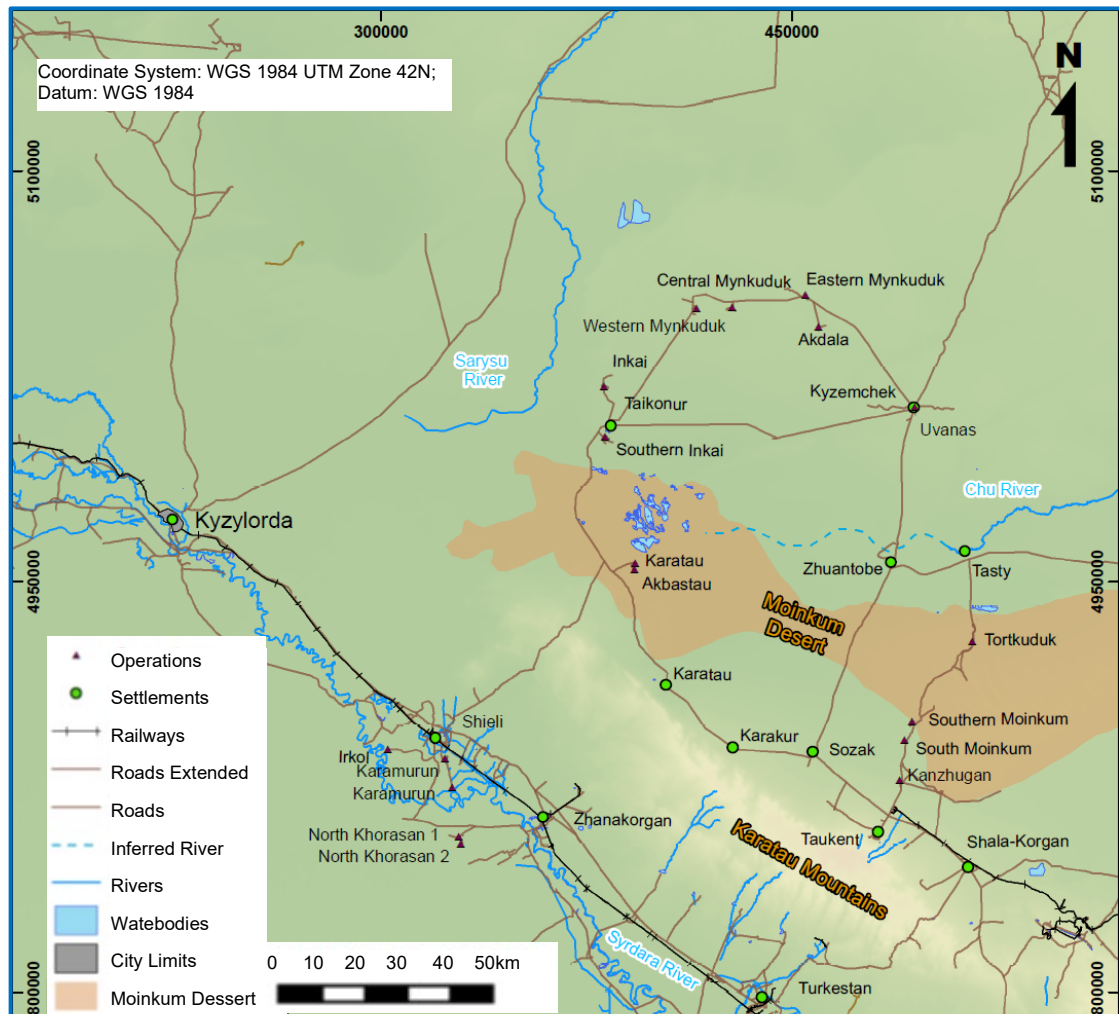 300000
450000
Coordinate System: WGS 1984 UTM Zone 42N;
Datum: WGS 1984
N
5100000
5100000
Central Mynkuduk
Eastern Mynkuduk
Western Mynkuduk
Akdala
Sarysu
River
Inkai
Taikonur
Kyzemchek
Uvanas
Southern Inkai
Chu River
Kyzylorda
Karatau
Akbastau
Zhuantobe
Tasty
4950000
4950000
Moinkum
Desert
Tortkuduk
Karatau
Southern Moinkum
Karakur
Sozak
South Moinkum
Shieli
Irkol
Karamurun
Karamurun
Kanzhugan
Zhanakorgan
North Khorasan 1
North Khorasan 2
Taukent
Shala-Korgan
Karatau Mountains
Syrdara River
Turkestan
800000
800000
Operations
Settlements
Railways
Roads Extended
Roads
Inferred River
Rivers
Watebodies
City Limits
Moinkum Dessert
0 10 20 30 40 50km